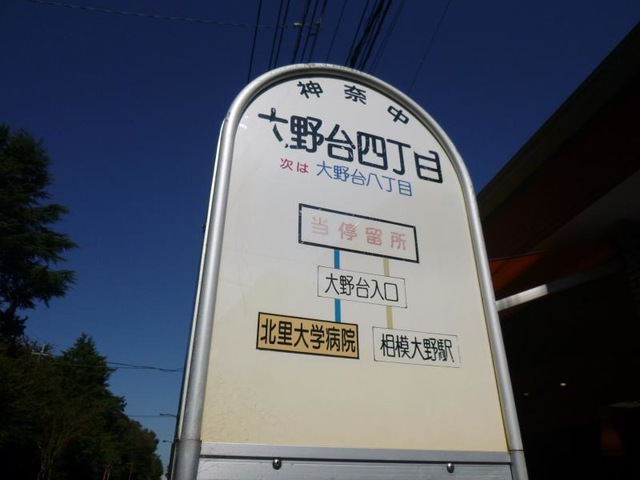 神奈中
大野台四丁目
次は 大野台八丁目
当停留所
大野台入口
北里大学病院
相模大野駅